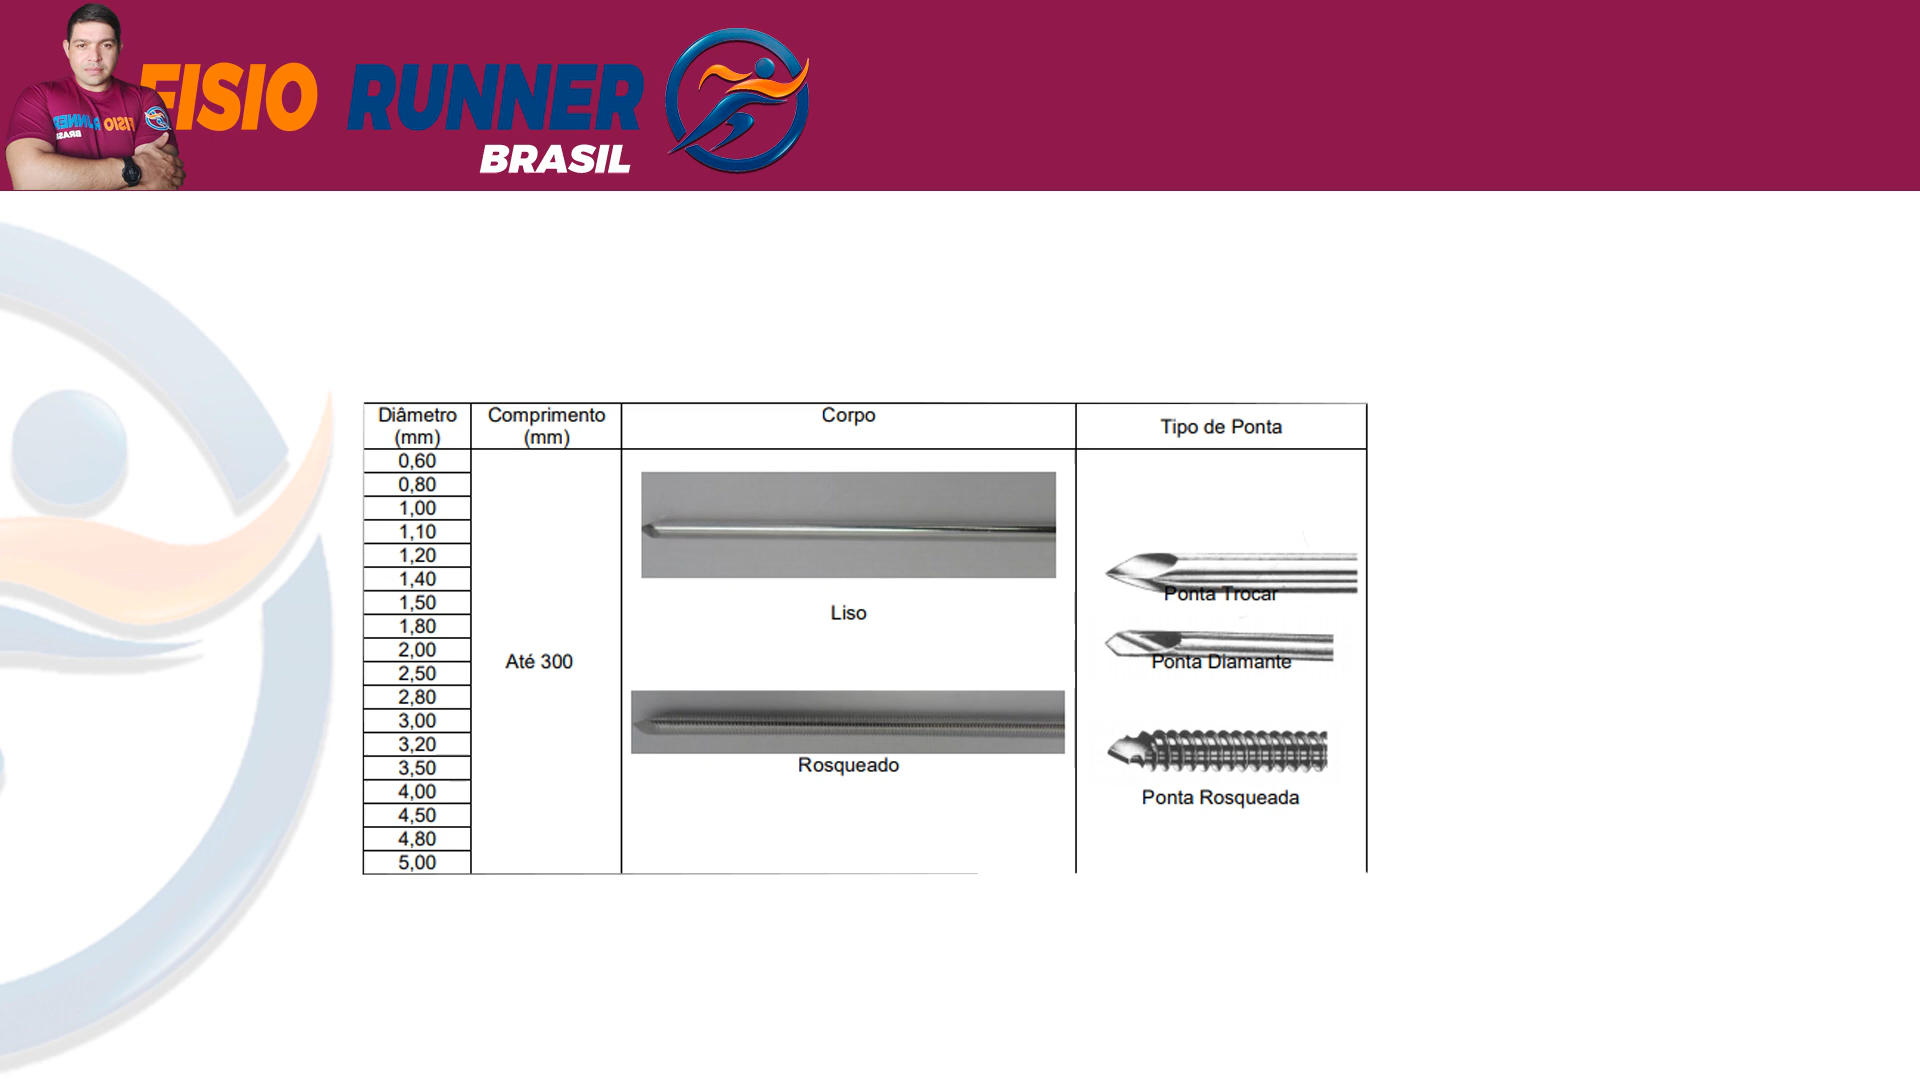 FISIO RUNNER
BRASIL
Diâmetro (mm) Comprimento (mm) Corpo Tipo de Ponta
0,60
0,80
1,00
1,10
1,20
1,40
1,50
1,80
2,00
2,50
2,80
3,00
3,20
3,50
4,00
4,50
4,80
5,00
Até 300
Liso
Rosqueado
Ponta Trocar
Ponta Diamante
Ponta Rosqueada